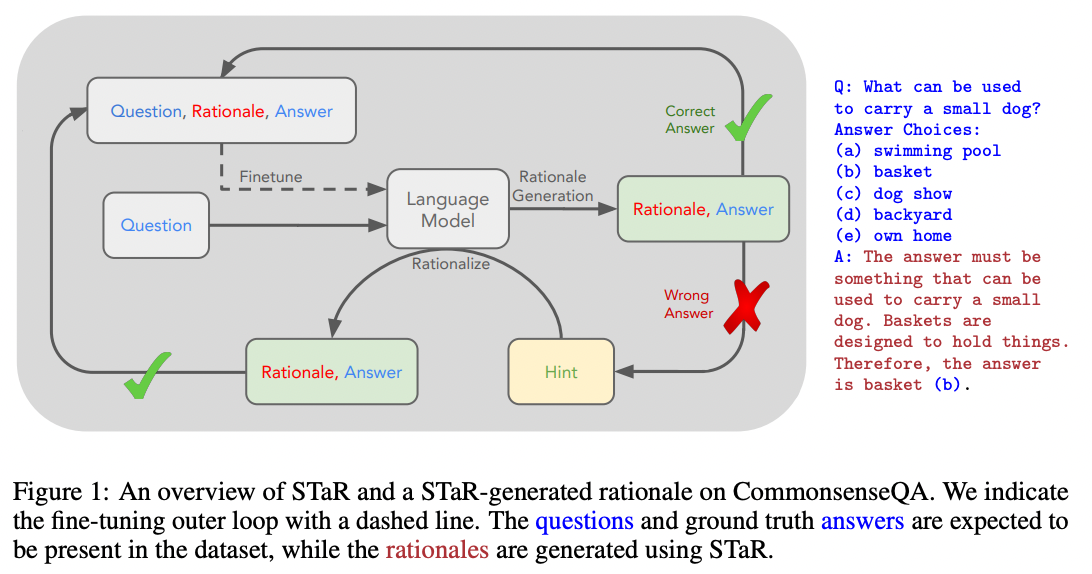 Question, Rationale, Answer
Finetune
Question
Language
Model
Rationale
Generation
Correct
Answer
Rationale, Answer
Rationalize
Wrong
Answer
Rationale, Answer
Hint
Q: What can be used
to carry a small dog?
Answer Choices:
(a) swimming pool
(b) basket
(c) dog show
(d) backyard
(e) own home
A: The answer must be
something that can be
used to carry a small
dog. Baskets are
designed to hold things.
Therefore, the answer
is basket (b).
Figure 1: An overview of STaR and a STaR-generated rationale on CommonsenseQA. We indicate
the fine-tuning outer loop with a dashed line. The questions and ground truth answers are expected to
be present in the dataset, while the rationales are generated using STaR.